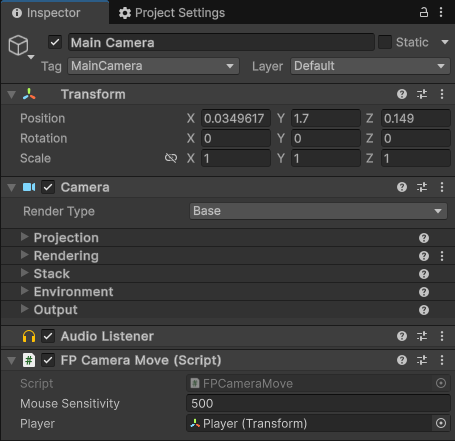 Inspector Project Settings
Main Camera Static
Tag MainCamera Layer Default
Transform
Position X 0.0349617 Y 1.7 Z 0.149
Rotation X 0 Y 0 Z 0
Scale X 1 Y 1 Z 1
Camera
Render Type Base
Projection
Rendering
Stack
Environment
Output
Audio Listener
# FP Camera Move (Script)
Script # FPCameraMove
Mouse Sensitivity 500
Player Player (Transform)